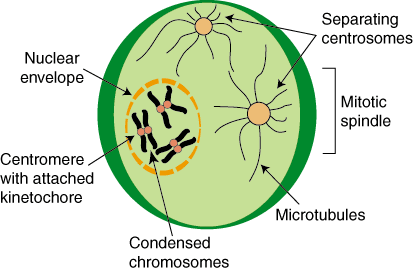 Separating
centrosomes
Nuclear
envelope
Mitotic
spindle
Centromere
with attached
kinetochore
Microtubules
Condensed
chromosomes